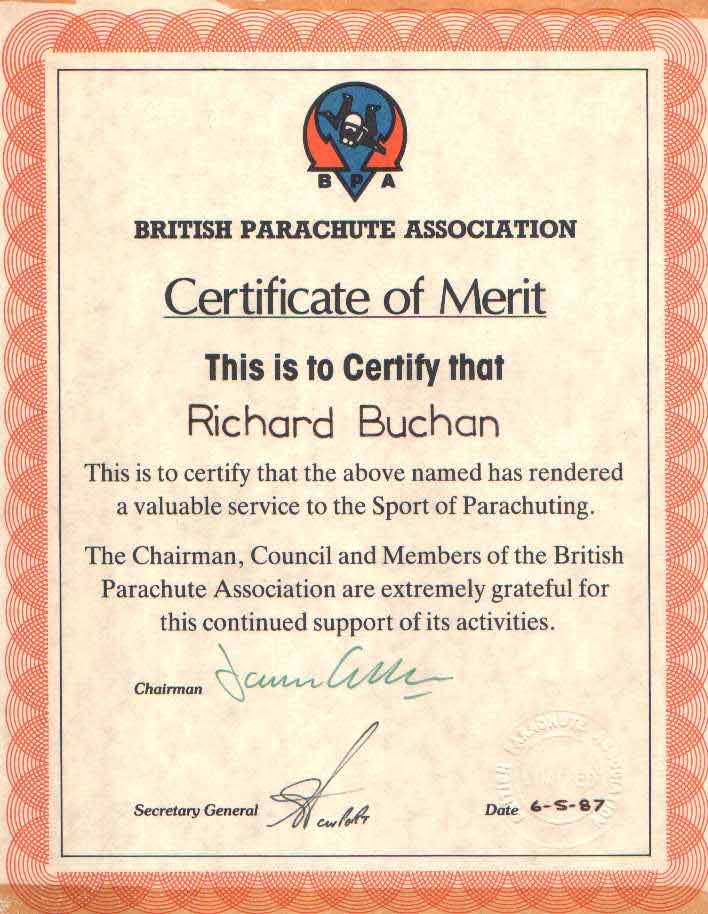 B P A
BRITISH PARACHUTE ASSOCIATION
Certificate of Merit
This is to Certify that
Richard Buchan
This is to certify that the above named has rendered
a valuable service to the Sport of Parachuting.
The Chairman, Council and Members of the British
Parachute Association are extremely grateful for
this continued support of its activities.
Chairman
Secretary General
Date 6-5-87
PARACHUTE
LIMITED